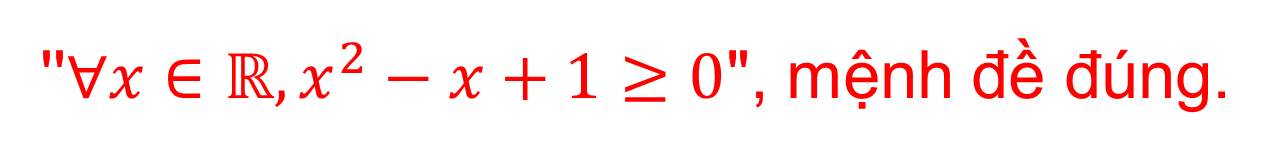 "∀x ∈ ℝ, x² − x + 1 ≥ 0", mệnh đề đúng.